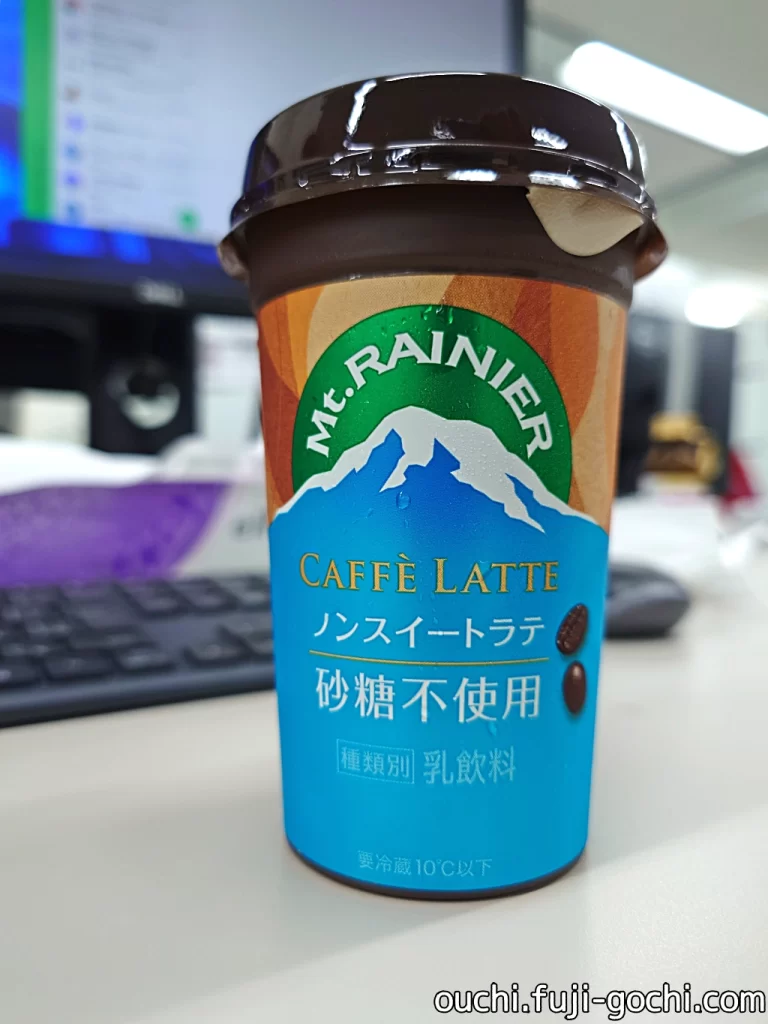 Mt. RAINIER
CAFFÈ LATTE
ノンスイートラテ
砂糖不使用
種類別 乳飲料
要冷蔵10℃以下
ouchi.fuji-gochi.com